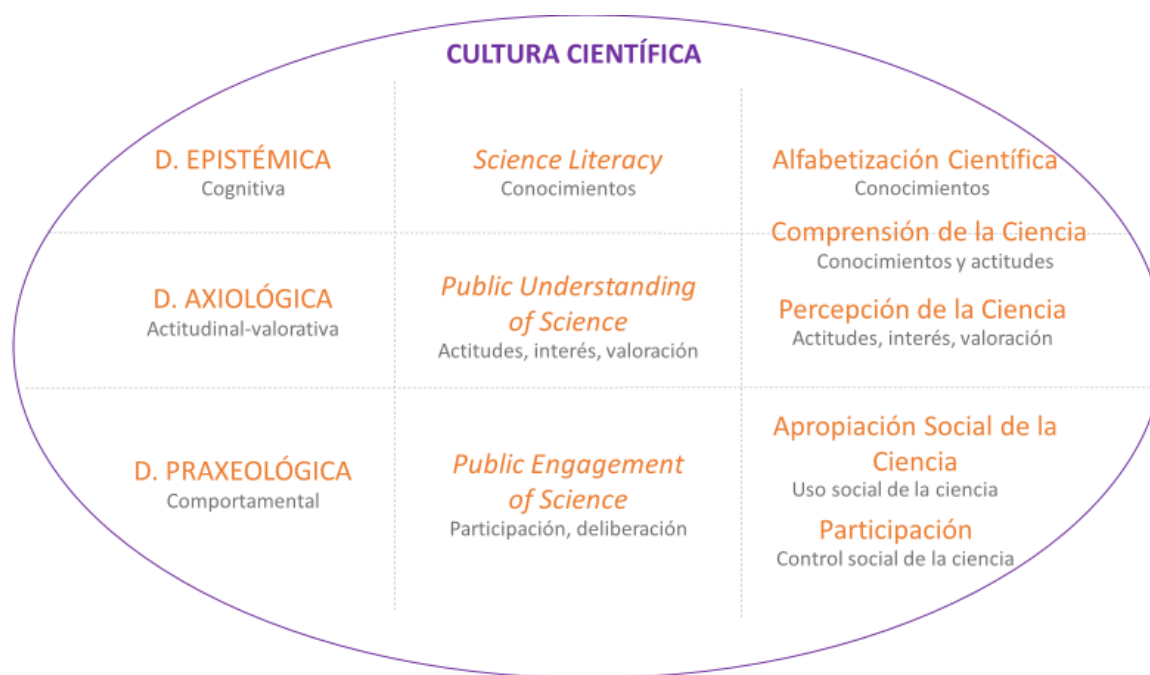 CULTURA CIENTÍFICA
D. EPISTÉMICA
Cognitiva
Science Literacy
Conocimientos
Alfabetización Científica
Conocimientos
Comprensión de la Ciencia
Conocimientos y actitudes
D. AXIOLÓGICA
Actitudinal-valorativa
Public Understanding
of Science
Actitudes, interés, valoración
Percepción de la Ciencia
Actitudes, interés, valoración
D. PRAXEOLÓGICA
Comportamental
Public Engagement
of Science
Participación, deliberación
Apropiación Social de la
Ciencia
Uso social de la ciencia
Participación
Control social de la ciencia